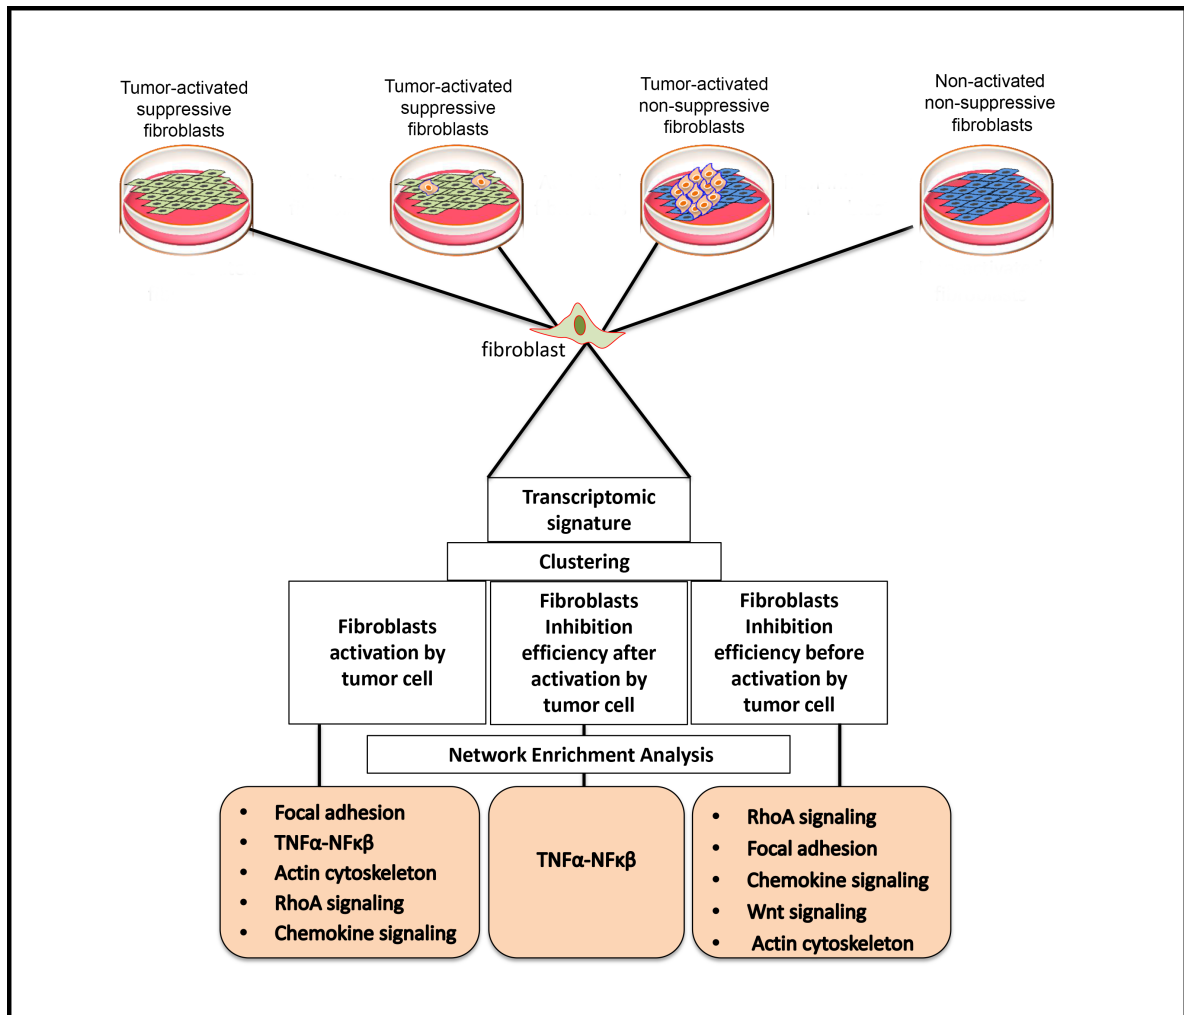 Tumor-activated
suppressive
fibroblasts
Tumor-activated
suppressive
fibroblasts
Tumor-activated
non-suppressive
fibroblasts
Non-activated
non-suppressive
fibroblasts
fibroblast
Transcriptomic
signature
Clustering
Fibroblasts
activation by
tumor cell
Fibroblasts
Inhibition
efficiency after
activation by
tumor cell
Fibroblasts
Inhibition
efficiency before
activation by
tumor cell
Network Enrichment Analysis
• Focal adhesion
• TNFα-NFκβ
• Actin cytoskeleton
• RhoA signaling
• Chemokine signaling
TNFα-NFκβ
• RhoA signaling
• Focal adhesion
• Chemokine signaling
• Wnt signaling
• Actin cytoskeleton